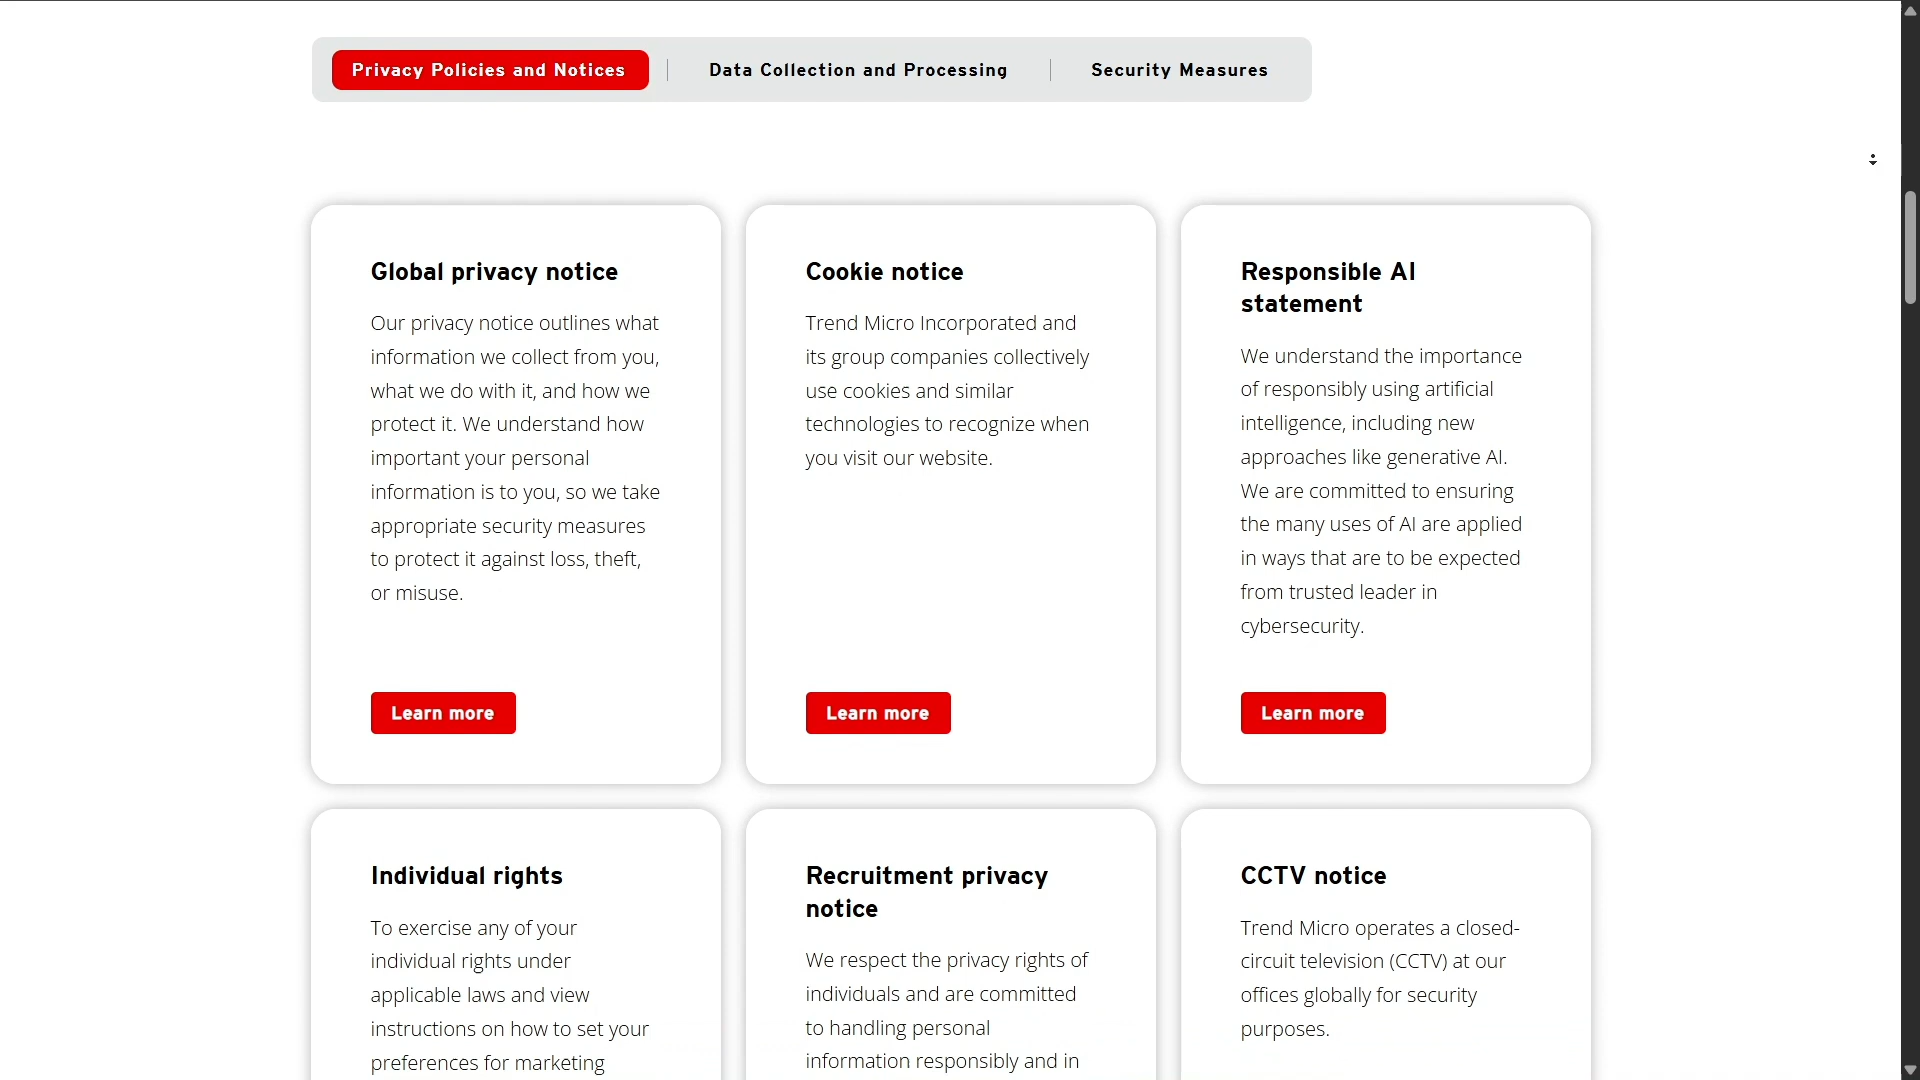 Privacy Policies and Notices
Data Collection and Processing
Security Measures
Global privacy notice
Our privacy notice outlines what
information we collect from you,
what we do with it, and how we
protect it. We understand how
important your personal
information is to you, so we take
appropriate security measures
to protect it against loss, theft,
or misuse.
Learn more
Cookie notice
Trend Micro Incorporated and
its group companies collectively
use cookies and similar
technologies to recognize when
you visit our website.
Learn more
Responsible AI
statement
We understand the importance
of responsibly using artificial
intelligence, including new
approaches like generative AI.
We are committed to ensuring
the many uses of AI are applied
in ways that are to be expected
from trusted leader in
cybersecurity.
Learn more
Individual rights
To exercise any of your
individual rights under
applicable laws and view
instructions on how to set your
preferences for marketing
Recruitment privacy
notice
We respect the privacy rights of
individuals and are committed
to handling personal
information responsibly and in
CCTV notice
Trend Micro operates a closed-
circuit television (CCTV) at our
offices globally for security
purposes.